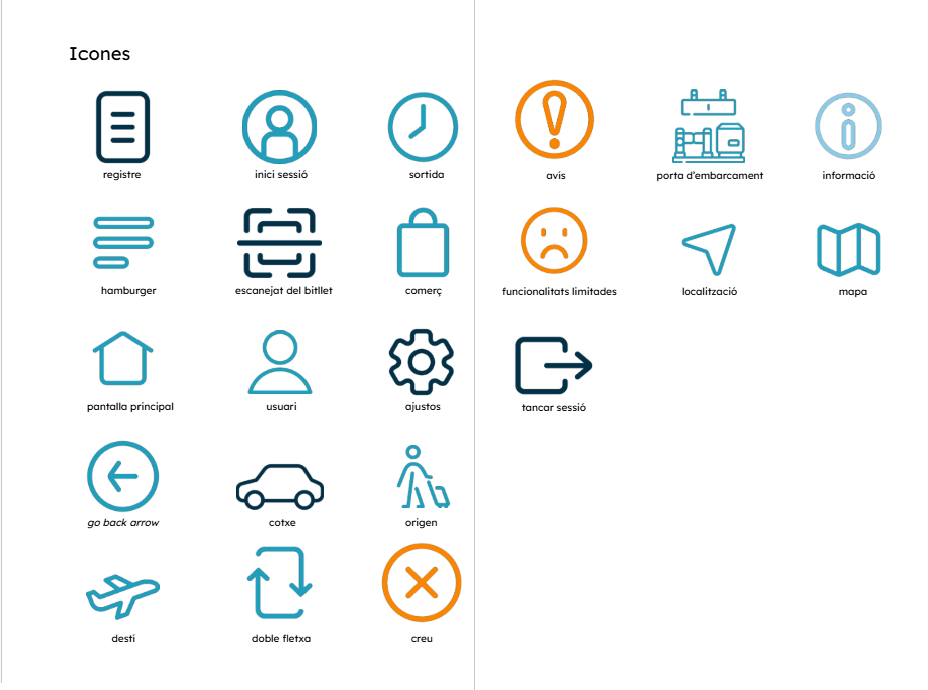 Icones
registre
inici sessió
sortida
hamburger
escanejat del bitllet
comerç
pantalla principal
usuari
ajustos
go back arrow
cotxe
origen
destí
doble fletxa
creu
avís
porta d'embarcament
informació
funcionalitats limitades
localització
mapa
tancar sessió